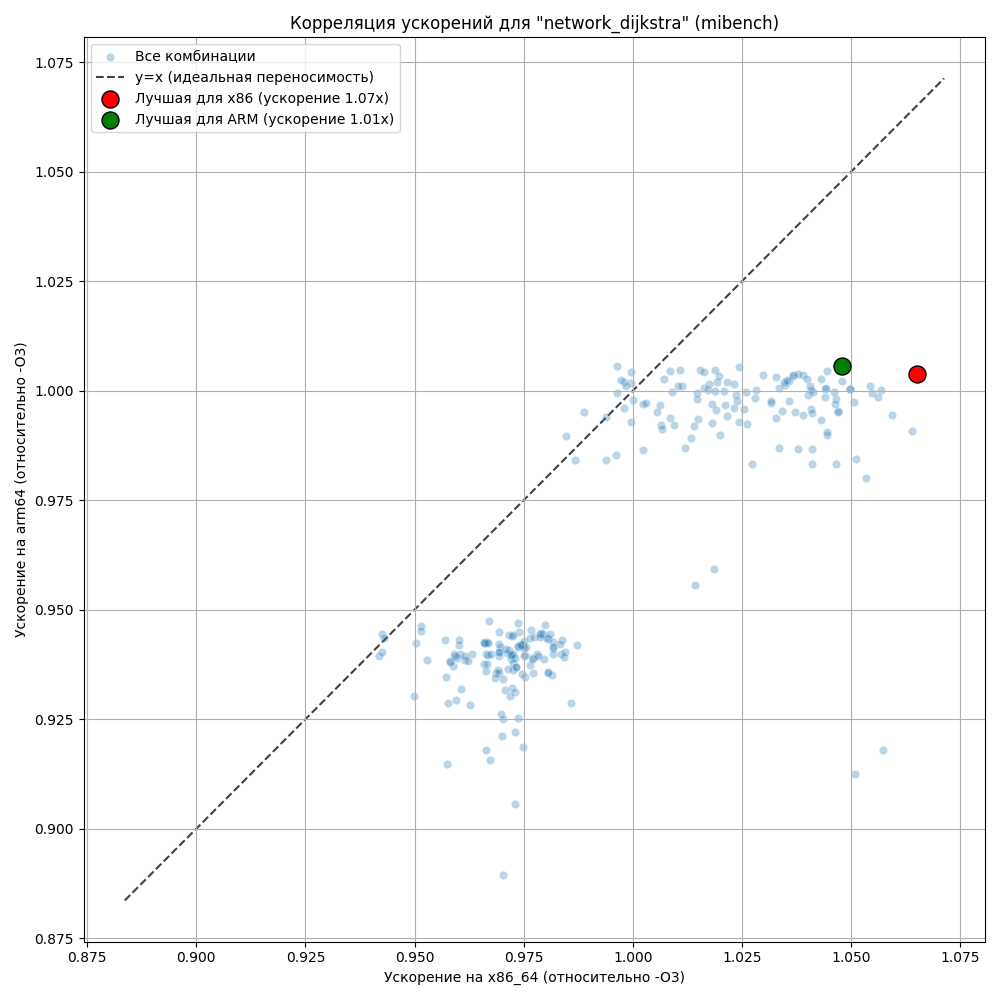 Корреляция ускорений для "network_dijkstra" (mibench)
Все комбинации
y=x (идеальная переносимость)
Лучшая для x86 (ускорение 1.07x)
Лучшая для ARM (ускорение 1.01x)
1.075
1.050
1.025
1.000
0.975
0.950
0.925
0.900
0.875
Ускорение на arm64 (относительно -O3)
0.875
0.900
0.925
0.950
0.975
1.000
1.025
1.050
1.075
Ускорение на x86_64 (относительно -O3)